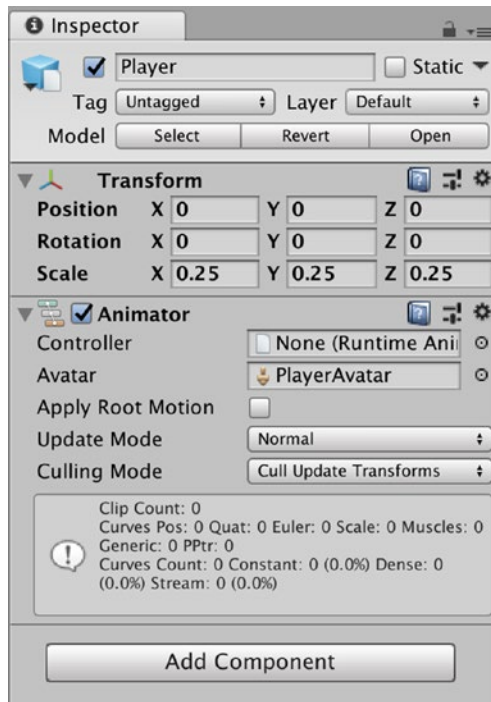 Inspector
Player Static
Tag Untagged Layer Default
Model Select Revert Open
Transform
Position X 0 Y 0 Z 0
Rotation X 0 Y 0 Z 0
Scale X 0.25 Y 0.25 Z 0.25
Animator
Controller None (Runtime Ani
Avatar PlayerAvatar
Apply Root Motion
Update Mode Normal
Culling Mode Cull Update Transforms
Clip Count: 0
Curves Pos: 0 Quat: 0 Euler: 0 Scale: 0 Muscles: 0
Generic: 0 PPtr: 0
Curves Count: 0 Constant: 0 (0.0%) Dense: 0
(0.0%) Stream: 0 (0.0%)
Add Component